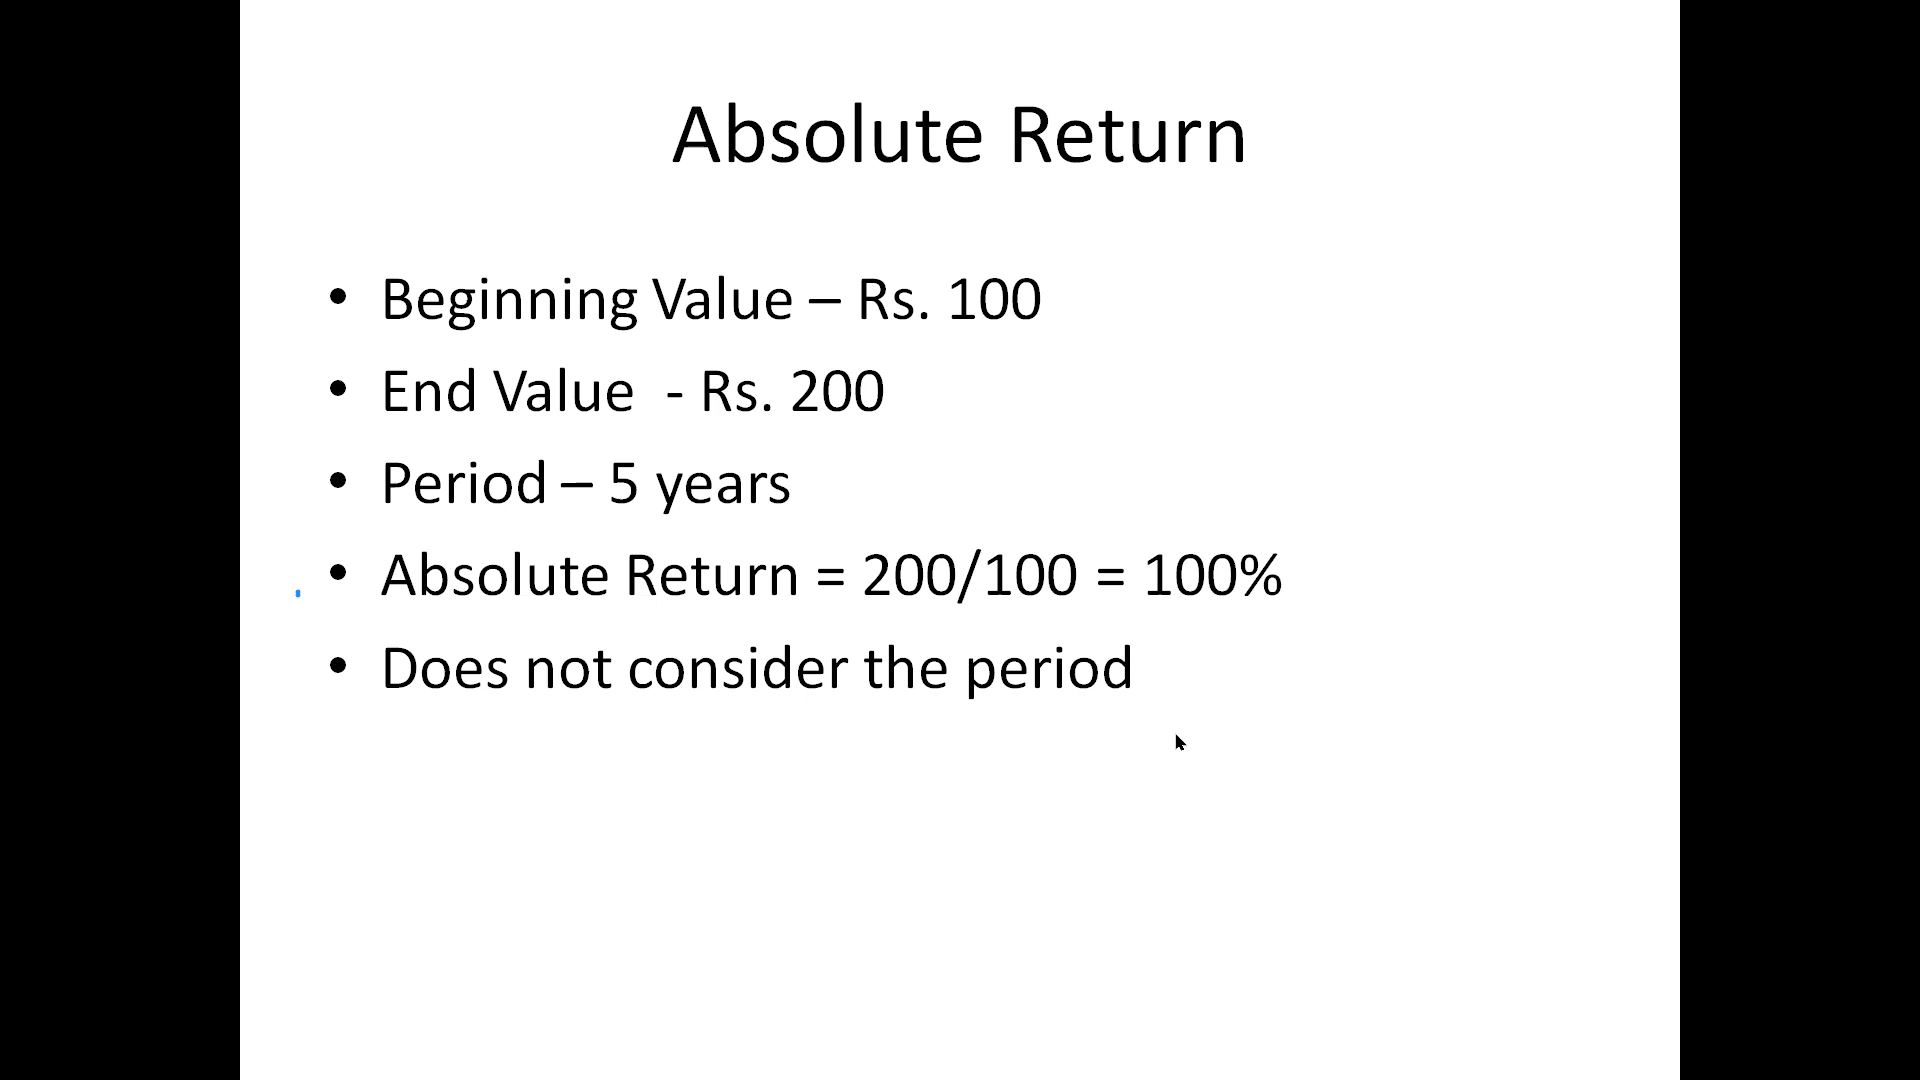 Absolute Return
• Beginning Value – Rs. 100
• End Value  - Rs. 200
• Period – 5 years
• Absolute Return = 200/100 = 100%
• Does not consider the period